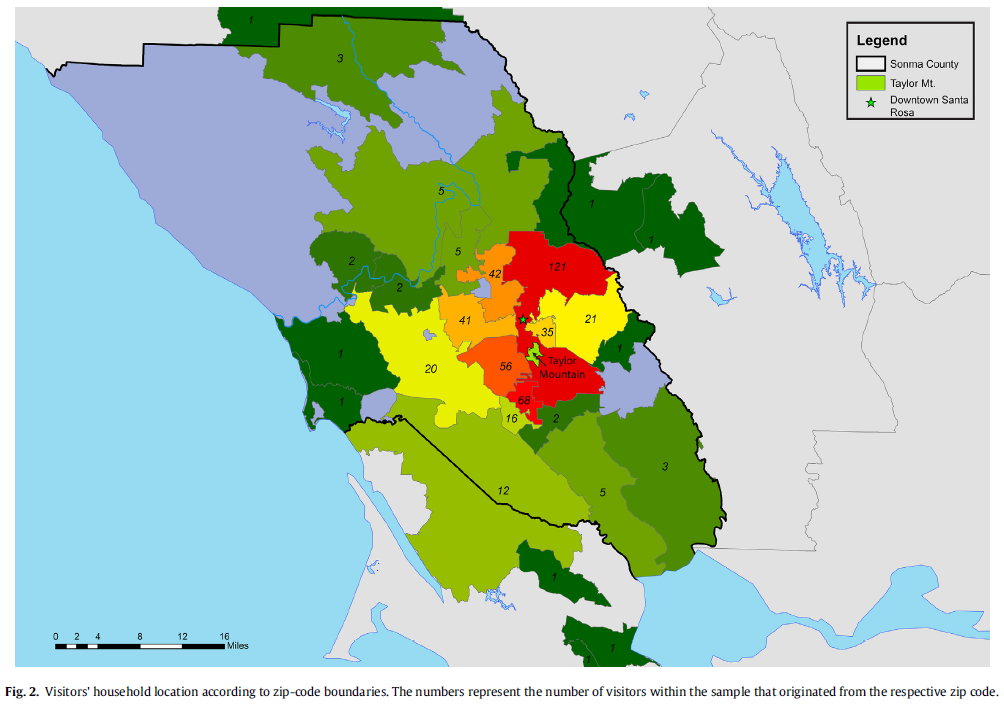 1
3
Legend
Sonma County
Taylor Mt.
Downtown Santa
Rosa
5
1
1
5
2
42
121
2
41
35
21
1
1
20
56
Taylor
Mountain
1
68
16
2
3
12
5
1
1
1
0 2 4 8 12 16
Miles
Fig. 2. Visitors' household location according to zip-code boundaries. The numbers represent the number of visitors within the sample that originated from the respective zip code.